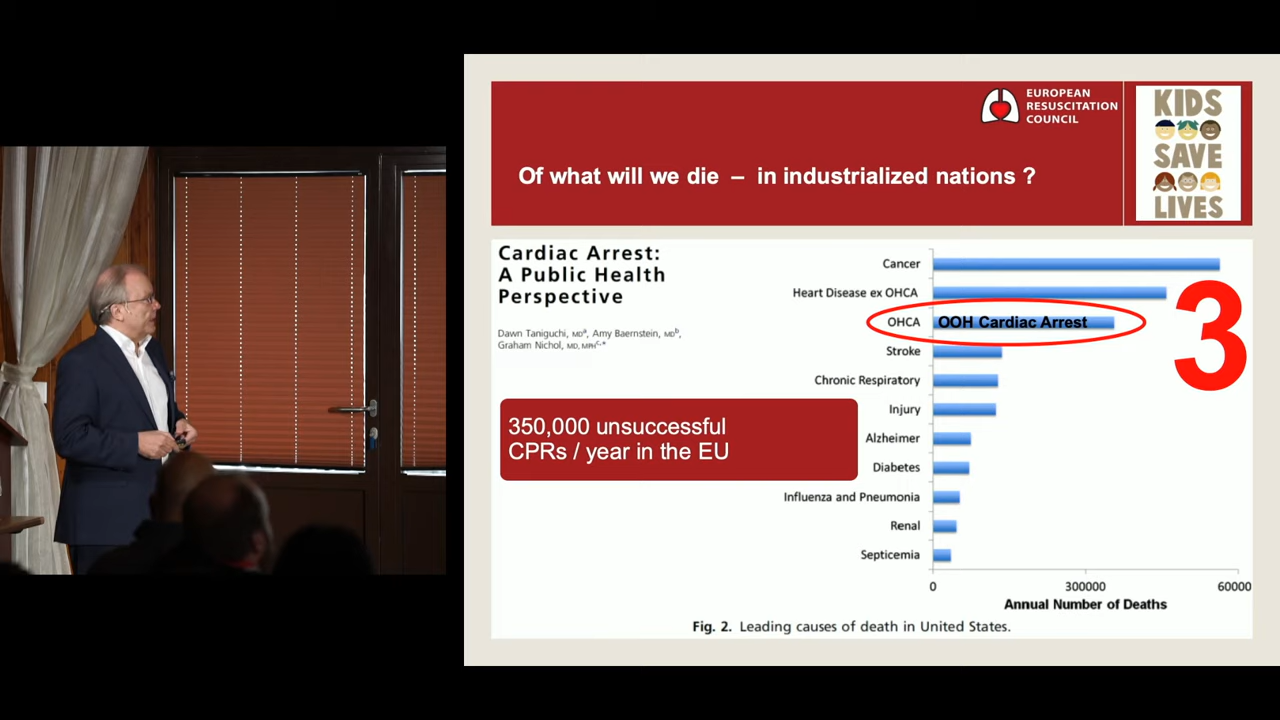 EUROPEAN
RESUSCITATION
COUNCIL
KIDS
SAVE
LIVES
Of what will we die – in industrialized nations ?
Cardiac Arrest:
A Public Health
Perspective
Dawn Taniguchi, MDa, Amy Baernstein, MDb,
Graham Nichol, MD, MPHc,*
350,000 unsuccessful
CPRs / year in the EU
Cancer
Heart Disease ex OHCA
OHCA
OOH Cardiac Arrest
3
Stroke
Chronic Respiratory
Injury
Alzheimer
Diabetes
Influenza and Pneumonia
Renal
Septicemia
0
300000
60000
Annual Number of Deaths
Fig. 2. Leading causes of death in United States.